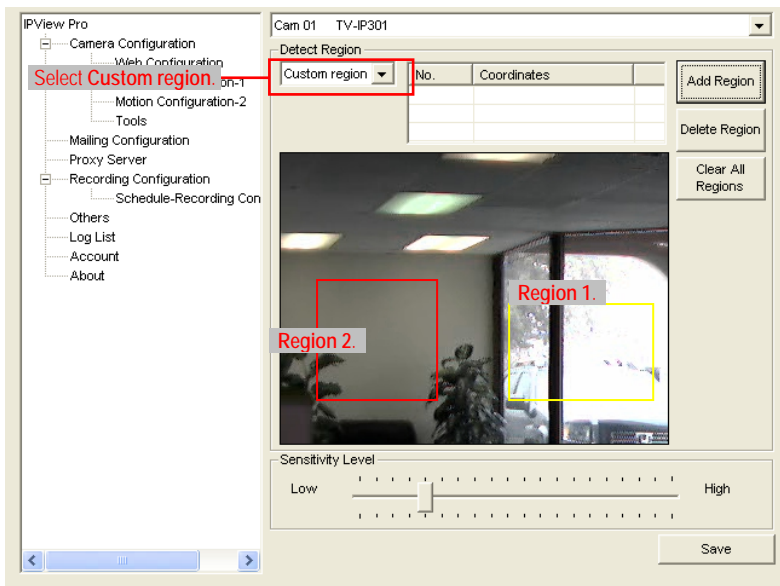 IPView Pro
Camera Configuration
Web Configuration
Select Custom region.
on-1
Motion Configuration-2
Tools
Mailing Configuration
Proxy Server
Recording Configuration
Schedule-Recording Con
Others
Log List
Account
About
Cam 01 TV-IP301
Detect Region
Custom region
No. Coordinates
Add Region
Delete Region
Clear All
Regions
Region 1.
Region 2.
Sensitivity Level
Low
High
Save